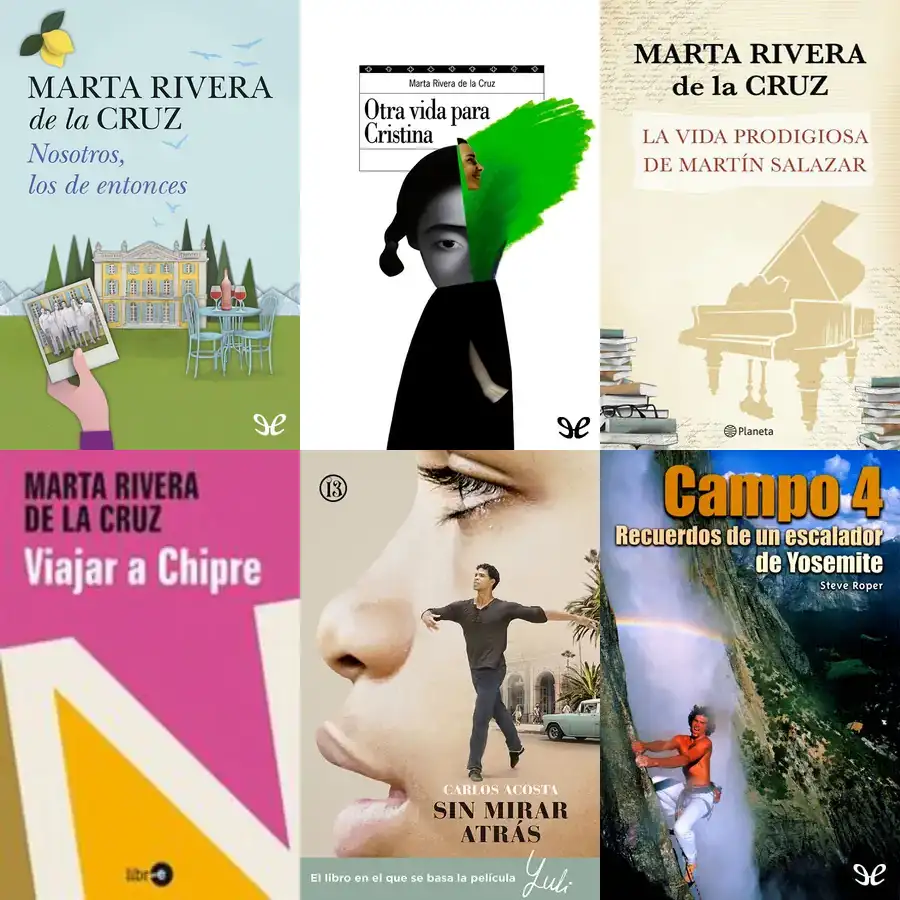 MARTA RIVERA
de la CRUZ
Nosotros,
los de entonces
Marta Rivera de la Cruz
Otra vida para
Cristina
MARTA RIVERA
de la CRUZ
LA VIDA PRODIGIOSA
DE MARTÍN SALAZAR
Planeta
MARTA RIVERA
DE LA CRUZ
Viajar a Chipre
libr
13
CARLOS ACOSTA
SIN MIRAR
ATRÁS
El libro en el que se basa la película Yuli
Campo 4
Recuerdos de un escalador
de Yosemite
Steve Roper